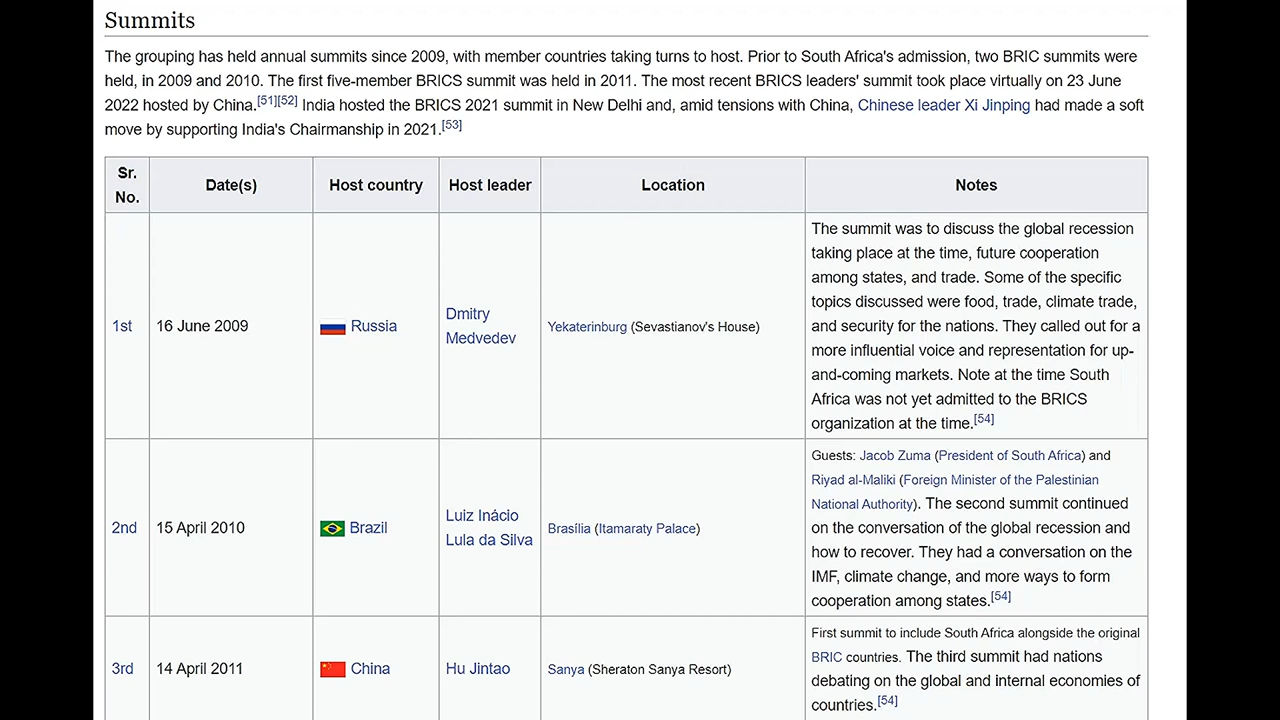 Summits
The grouping has held annual summits since 2009, with member countries taking turns to host. Prior to South Africa's admission, two BRIC summits were
held, in 2009 and 2010. The first five-member BRICS summit was held in 2011. The most recent BRICS leaders' summit took place virtually on 23 June
2022 hosted by China.[51][52] India hosted the BRICS 2021 summit in New Delhi and, amid tensions with China, Chinese leader Xi Jinping had made a soft
move by supporting India's Chairmanship in 2021.[53]
Sr.
No.
Date(s)
Host country
Host leader
Location
Notes
1st
16 June 2009
Russia
Dmitry
Medvedev
Yekaterinburg (Sevastianov's House)
The summit was to discuss the global recession
taking place at the time, future cooperation
among states, and trade. Some of the specific
topics discussed were food, trade, climate trade,
and security for the nations. They called out for a
more influential voice and representation for up-
and-coming markets. Note at the time South
Africa was not yet admitted to the BRICS
organization at the time.[54]
2nd
15 April 2010
Brazil
Luiz Inácio
Lula da Silva
Brasília (Itamaraty Palace)
Guests: Jacob Zuma (President of South Africa) and
Riyad al-Maliki (Foreign Minister of the Palestinian
National Authority). The second summit continued
on the conversation of the global recession and
how to recover. They had a conversation on the
IMF, climate change, and more ways to form
cooperation among states.[54]
3rd
14 April 2011
China
Hu Jintao
Sanya (Sheraton Sanya Resort)
First summit to include South Africa alongside the original
BRIC countries. The third summit had nations
debating on the global and internal economies of
countries.[54]